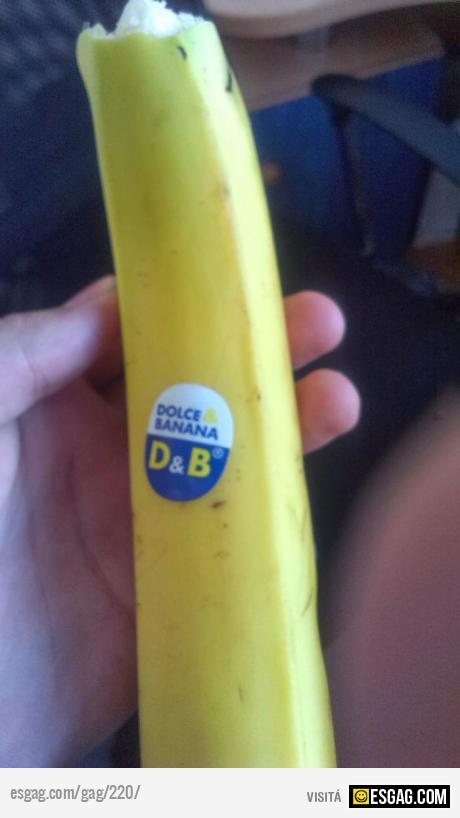 DOLCE &
BANANA
D&B®
esgag.com/gag/220/
VISITÁ ESGAG.COM